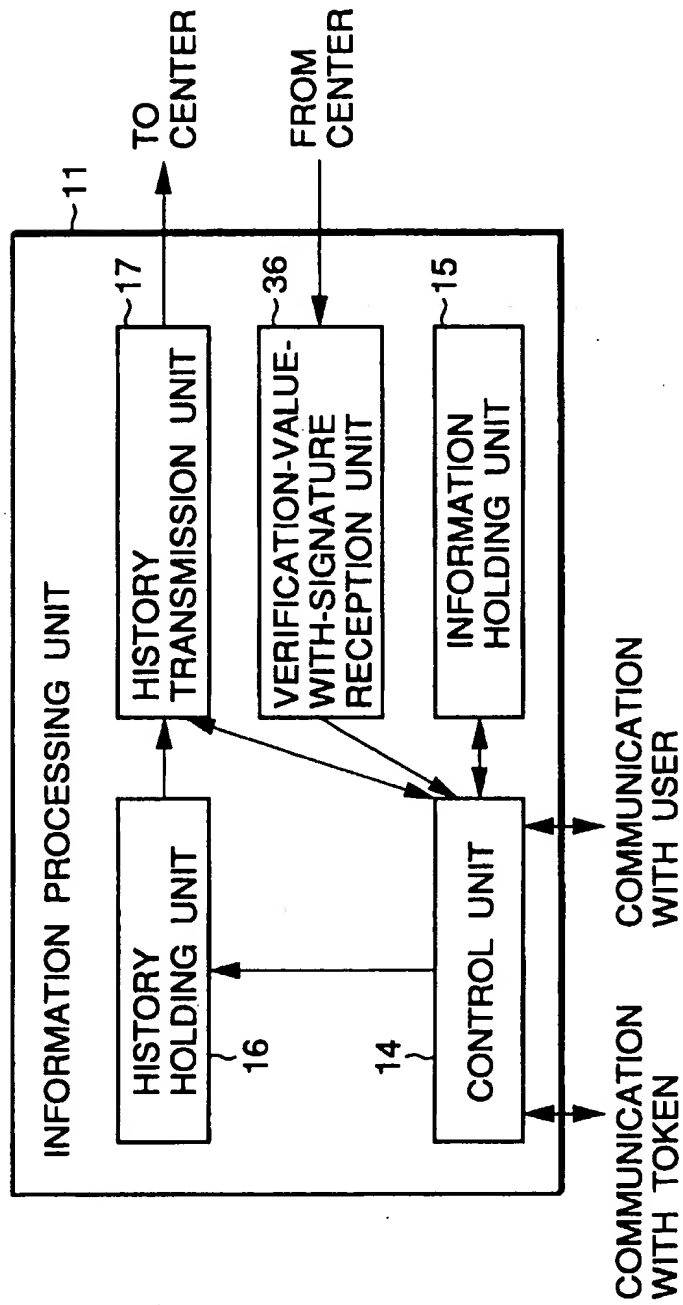 INFORMATION PROCESSING UNIT
11
HISTORY
HOLDING UNIT
16
HISTORY
TRANSMISSION UNIT
17
TO
CENTER
VERIFICATION-VALUE-
WITH-SIGNATURE
RECEPTION UNIT
36
FROM
CENTER
14
CONTROL UNIT
INFORMATION
HOLDING UNIT
15
COMMUNICATION
WITH TOKEN
COMMUNICATION
WITH USER